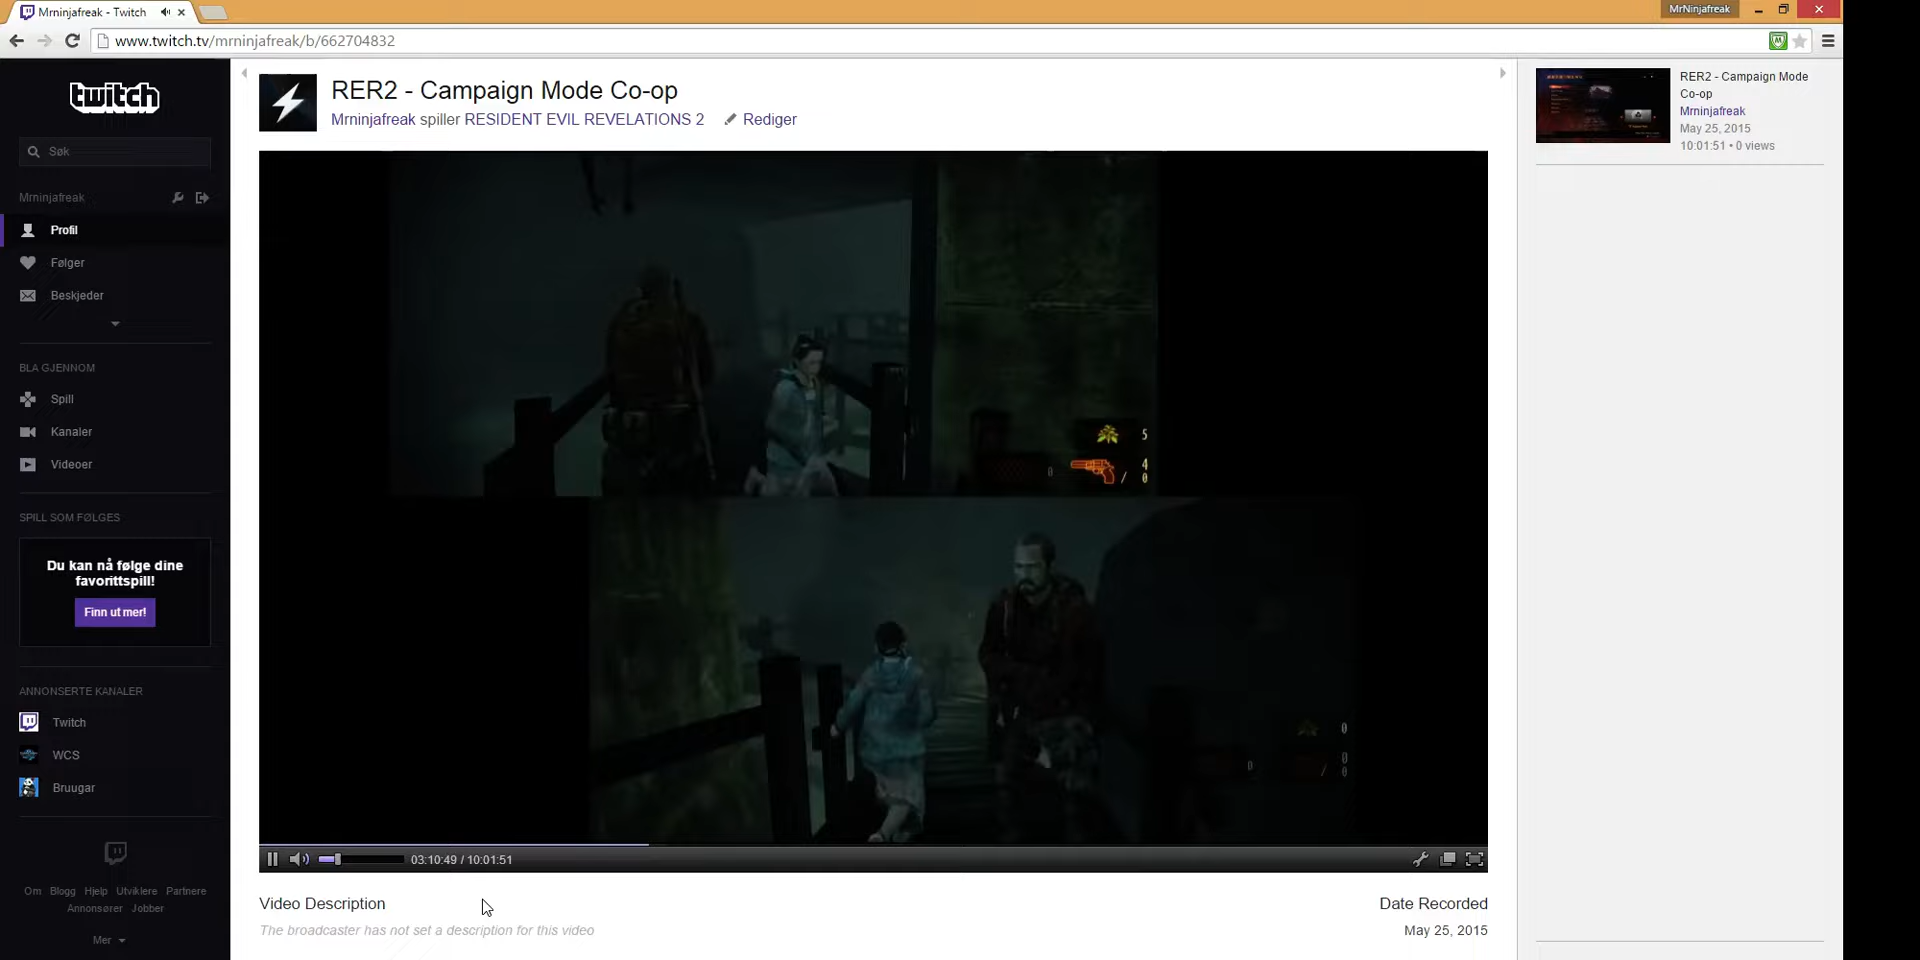 Mrninjafreak - Twitch
MrNinjafreak
www.twitch.tv/mrninjafreak/b/662704832
twitch
Søk
Mrninjafreak
Profil
Følger
Beskjeder
BLA GJENNOM
Spill
Kanaler
Videoer
SPILL SOM FØLGES
Du kan nå følge dine
favorittspill!
Finn ut mer!
ANNONSERTE KANALER
Twitch
WCS
Bruugar
Om Blogg Hjelp Utviklere Partnere
Annonsører Jobber
Mer
RER2 - Campaign Mode Co-op
Mrninjafreak spiller RESIDENT EVIL REVELATIONS 2 Rediger
5
4
0 / 0
0
0
0 / 0
03:10:49 / 10:01:51
Video Description
The broadcaster has not set a description for this video
Date Recorded
May 25, 2015
RER2 - Campaign Mode
Co-op
Mrninjafreak
May 25, 2015
10:01:51 • 0 views